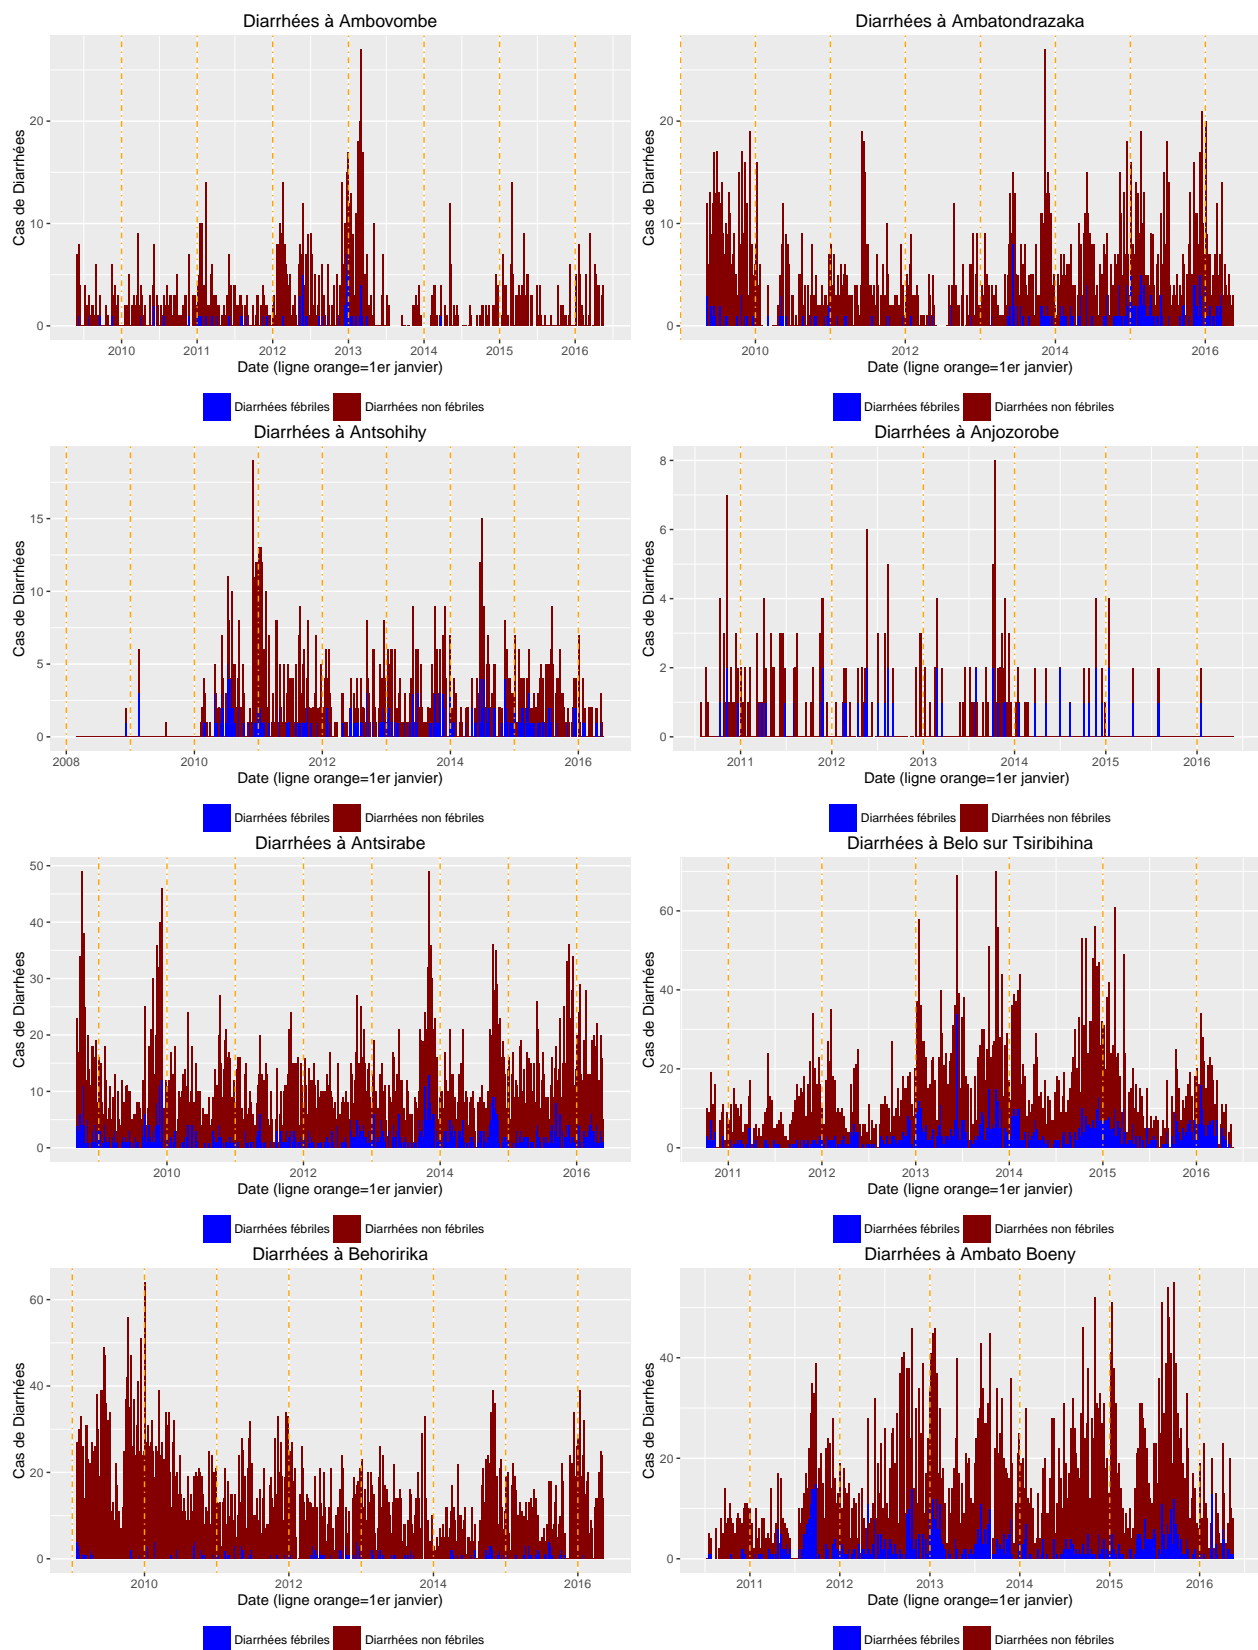 Diarrhées à Ambovombe
Cas de Diarrhées
20
10
0
2010 2011 2012 2013 2014 2015 2016
Date (ligne orange=1er janvier)
Diarrhées fébriles Diarrhées non fébriles
Diarrhées à Ambatondrazaka
Cas de Diarrhées
20
10
0
2010 2012 2014 2016
Date (ligne orange=1er janvier)
Diarrhées fébriles Diarrhées non fébriles
Diarrhées à Antsohihy
Cas de Diarrhées
15
10
5
0
2008 2010 2012 2014 2016
Date (ligne orange=1er janvier)
Diarrhées fébriles Diarrhées non fébriles
Diarrhées à Anjozorobe
Cas de Diarrhées
8
6
4
2
0
2011 2012 2013 2014 2015 2016
Date (ligne orange=1er janvier)
Diarrhées fébriles Diarrhées non fébriles
Diarrhées à Antsirabe
Cas de Diarrhées
50
40
30
20
10
0
2010 2012 2014 2016
Date (ligne orange=1er janvier)
Diarrhées fébriles Diarrhées non fébriles
Diarrhées à Belo sur Tsiribihina
Cas de Diarrhées
60
40
20
0
2011 2012 2013 2014 2015 2016
Date (ligne orange=1er janvier)
Diarrhées fébriles Diarrhées non fébriles
Diarrhées à Behoririka
Cas de Diarrhées
60
40
20
0
2010 2012 2014 2016
Date (ligne orange=1er janvier)
Diarrhées fébriles Diarrhées non fébriles
Diarrhées à Ambato Boeny
Cas de Diarrhées
40
20
0
2011 2012 2013 2014 2015 2016
Date (ligne orange=1er janvier)
Diarrhées fébriles Diarrhées non fébriles